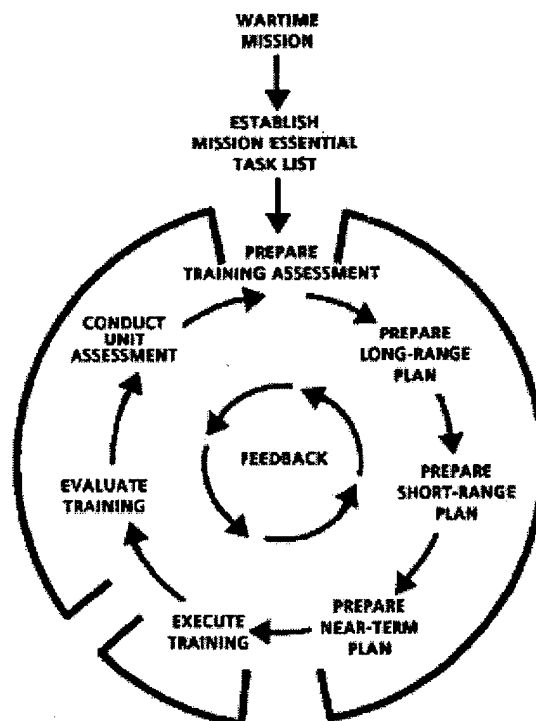 WARTIME
MISSION
ESTABLISH
MISSION ESSENTIAL
TASK LIST
PREPARE
TRAINING ASSESSMENT
PREPARE
LONG-RANGE
PLAN
PREPARE
SHORT-RANGE
PLAN
PREPARE
NEAR-TERM
PLAN
EXECUTE
TRAINING
EVALUATE
TRAINING
CONDUCT
UNIT
ASSESSMENT
FEEDBACK